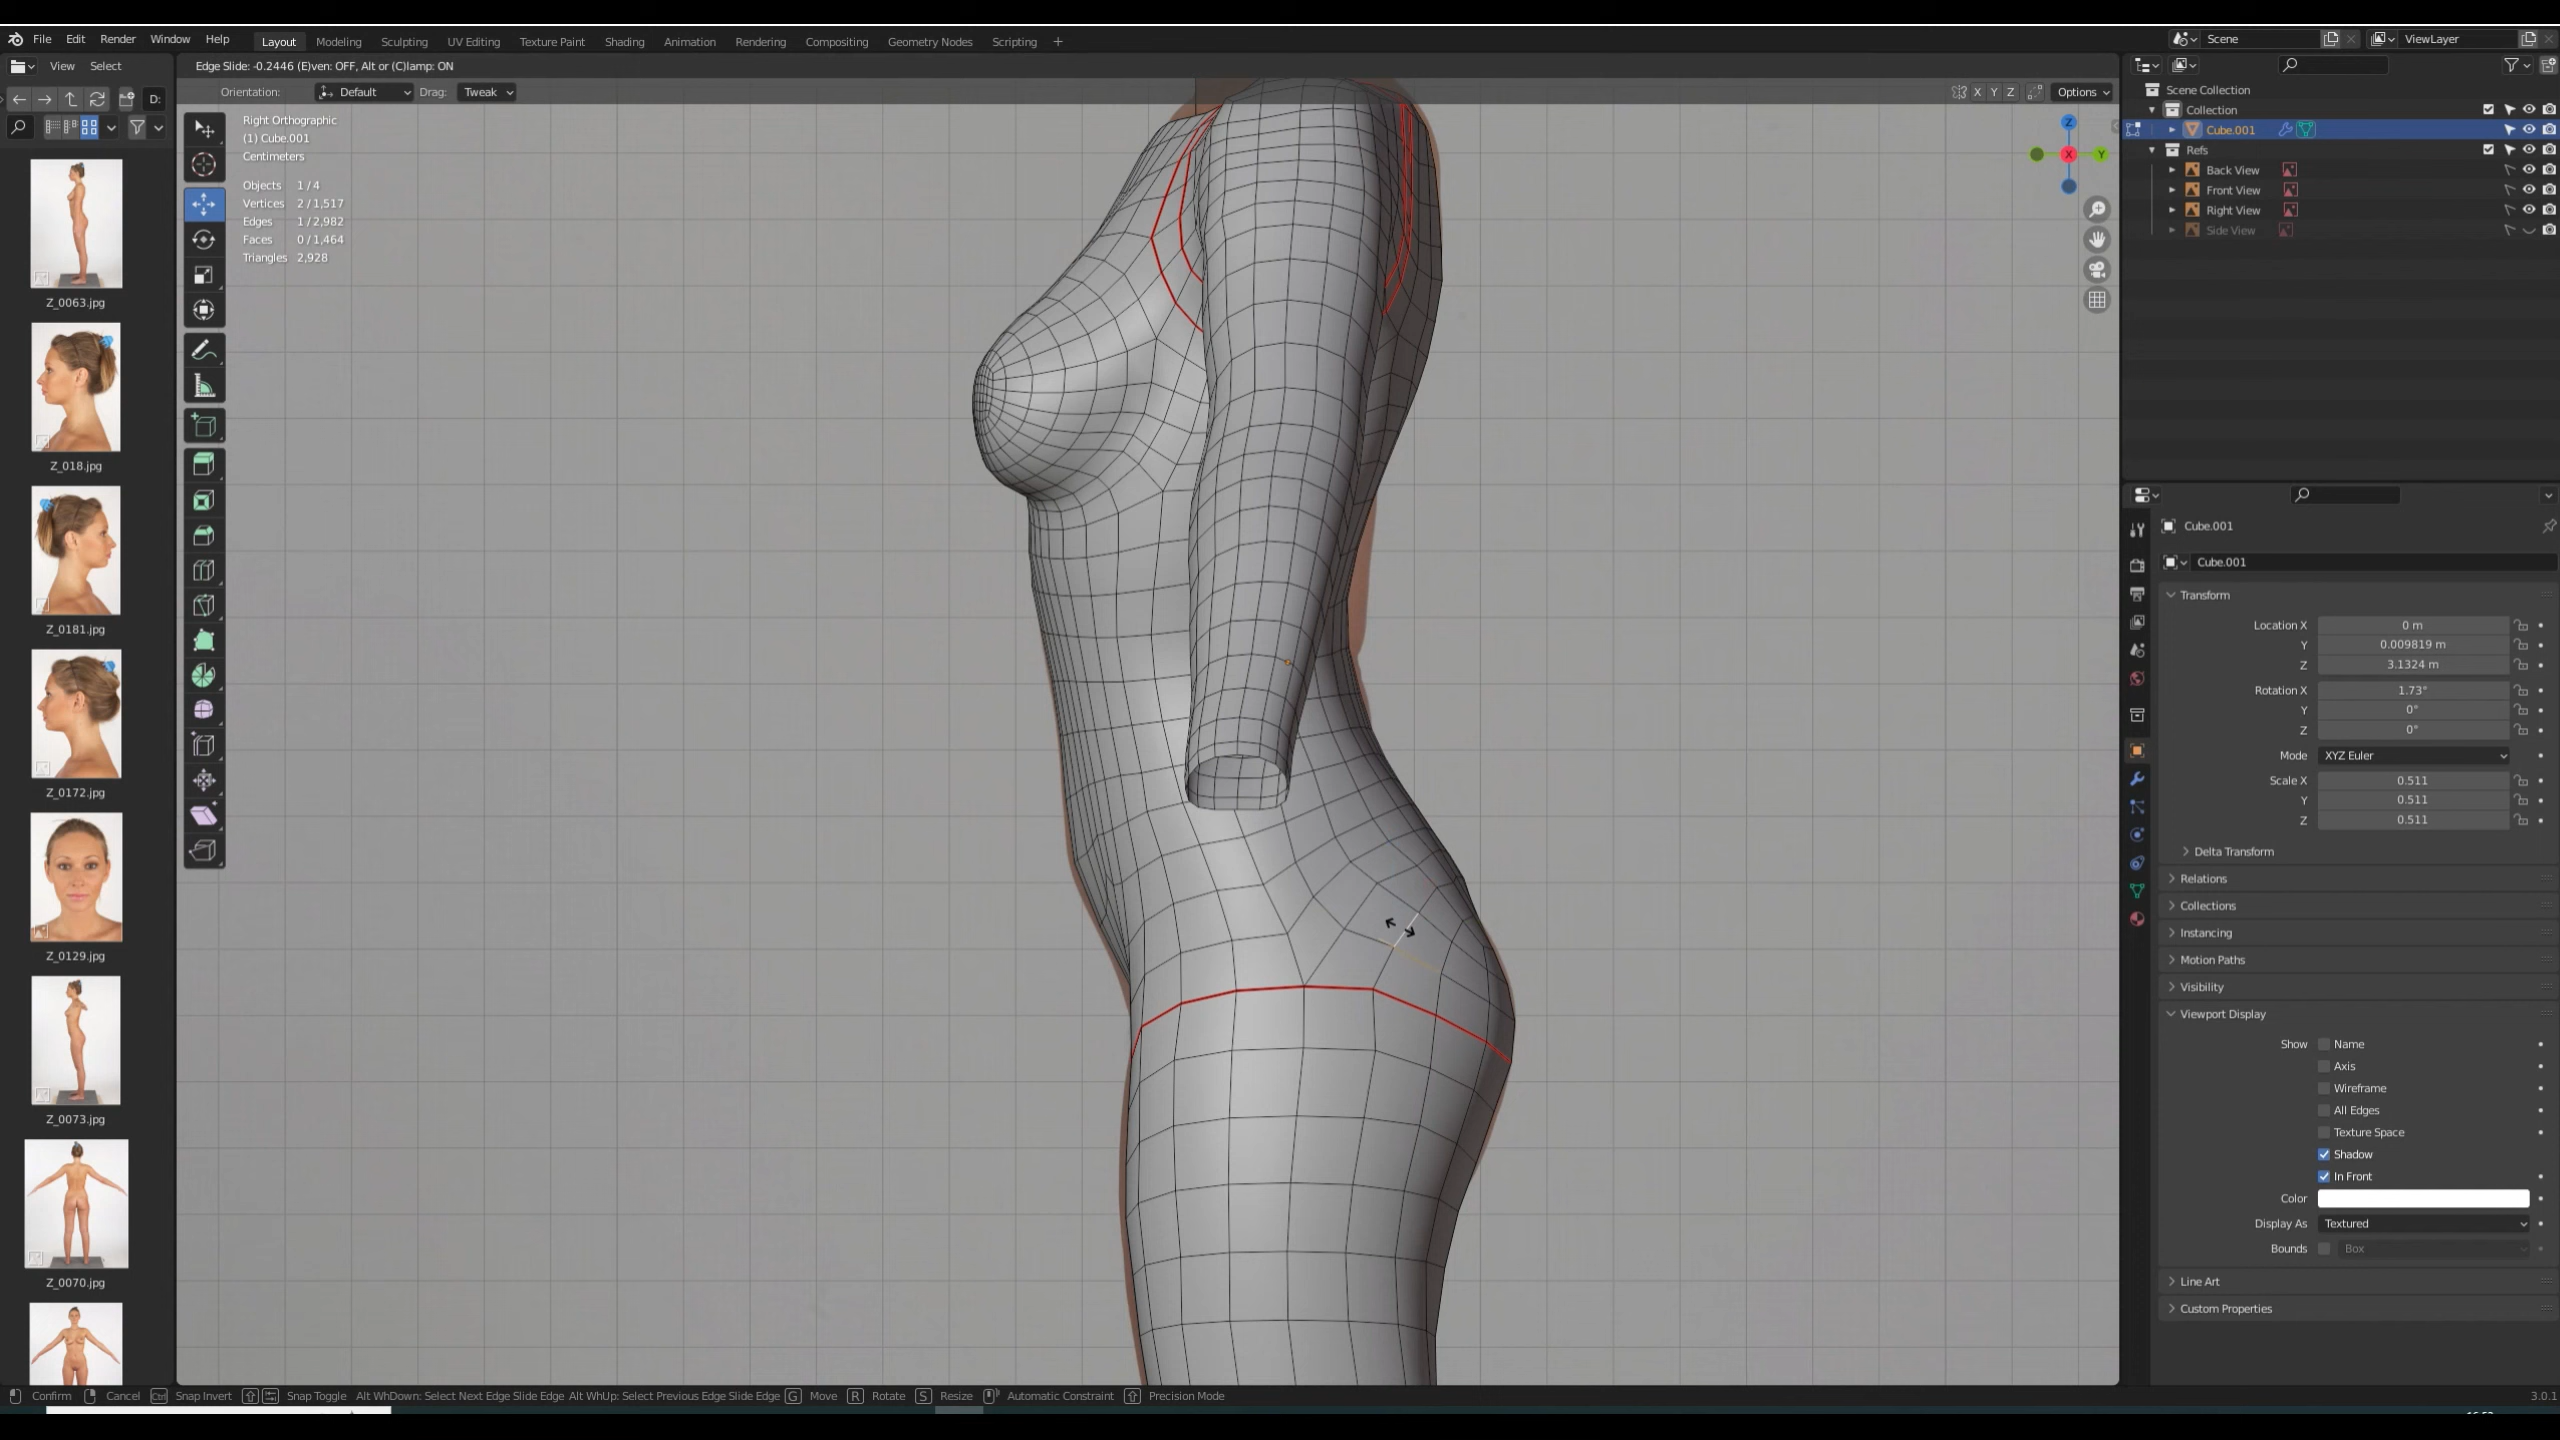 File Edit Render Window Help Layout Modeling Sculpting UV Editing Texture Paint Shading Animation Rendering Compositing Geometry Nodes Scripting + Scene ViewLayer
View Select Edge Slide: -0.2446 (E)ven: OFF, Alt or (C)lamp: ON
D: Orientation: Default Drag: Tweak X Y Z Options
Right Orthographic
(1) Cube.001
Centimeters
Objects 1 / 4
Vertices 2 / 1,517
Edges 1 / 2,982
Faces 0 / 1,464
Triangles 2,928
Z
X Y
Z_0063.jpg
Z_018.jpg
Z_0181.jpg
Z_0172.jpg
Z_0129.jpg
Z_0073.jpg
Z_0070.jpg
Scene Collection
Collection
Cube.001
Refs
Back View
Front View
Right View
Side View
Cube.001
Cube.001
Transform
Location X 0 m
Y 0.009819 m
Z 3.1324 m
Rotation X 1.73°
Y 0°
Z 0°
Mode XYZ Euler
Scale X 0.511
Y 0.511
Z 0.511
Delta Transform
Relations
Collections
Instancing
Motion Paths
Visibility
Viewport Display
Show Name
Axis
Wireframe
All Edges
Texture Space
Shadow
In Front
Color
Display As Textured
Bounds Box
Line Art
Custom Properties
Confirm Cancel Ctrl Snap Invert Snap Toggle Alt WhDown: Select Next Edge Slide Edge Alt WhUp: Select Previous Edge Slide Edge G Move R Rotate S Resize Automatic Constraint Precision Mode 3.0.1